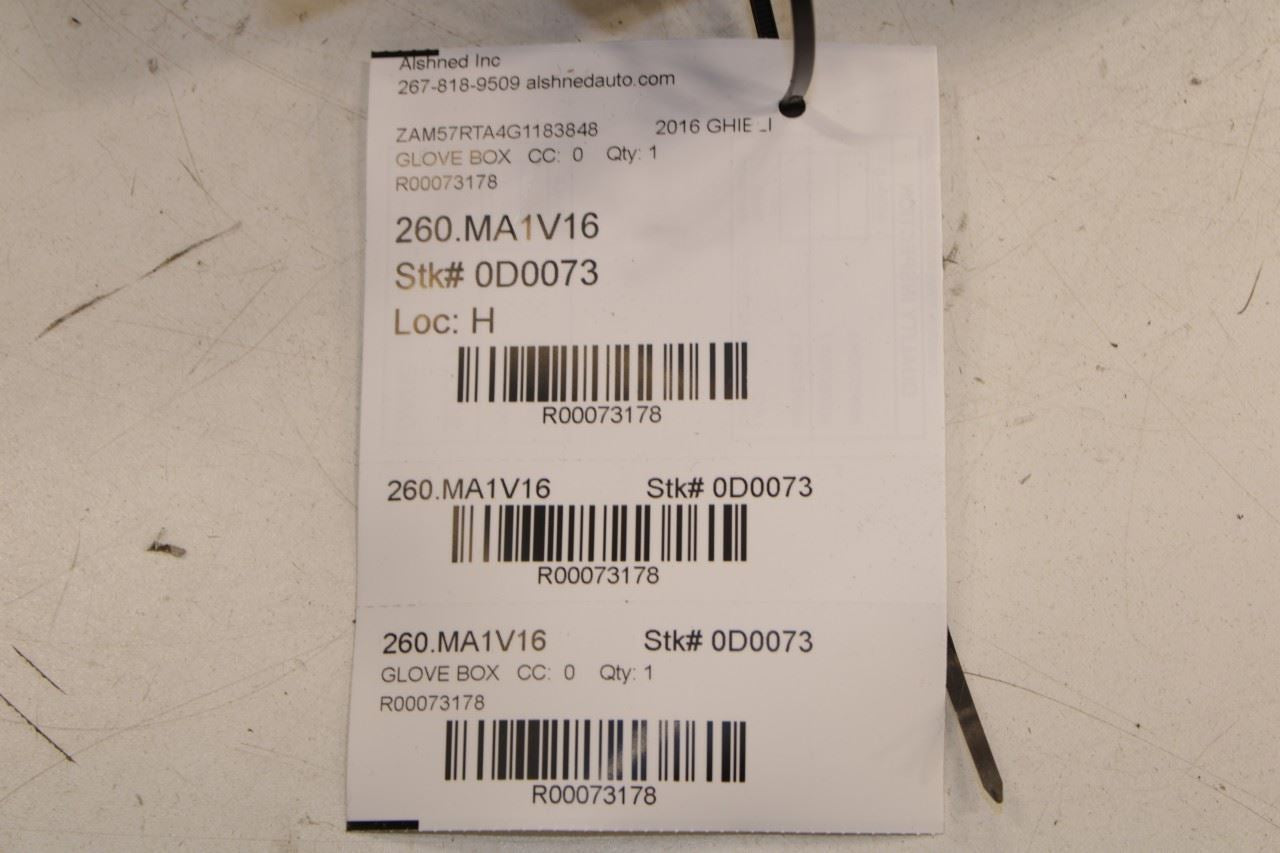 Alshned Inc
267-818-9509 alshnedauto.com
ZAM57RTA4G1183848 2016
GLOVE BOX CC: 0 Qty: 1
R00073178
260.MA1V16
Stk# 0D0073
Loc: H
R00073178
260.MA1V16 Stk# 0D0073
R00073178
260.MA1V16 Stk# 0D0073
GLOVE BOX CC: 0 Qty: 1
R00073178
R00073178